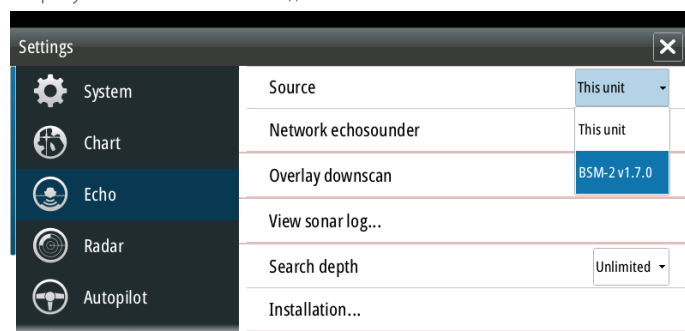 Settings
System
Chart
Echo
Radar
Autopilot
Source
This unit
This unit
Network echosounder
BSM-2 v1.7.0
Overlay downscan
View sonar log...
Search depth
Unlimited
Installation...